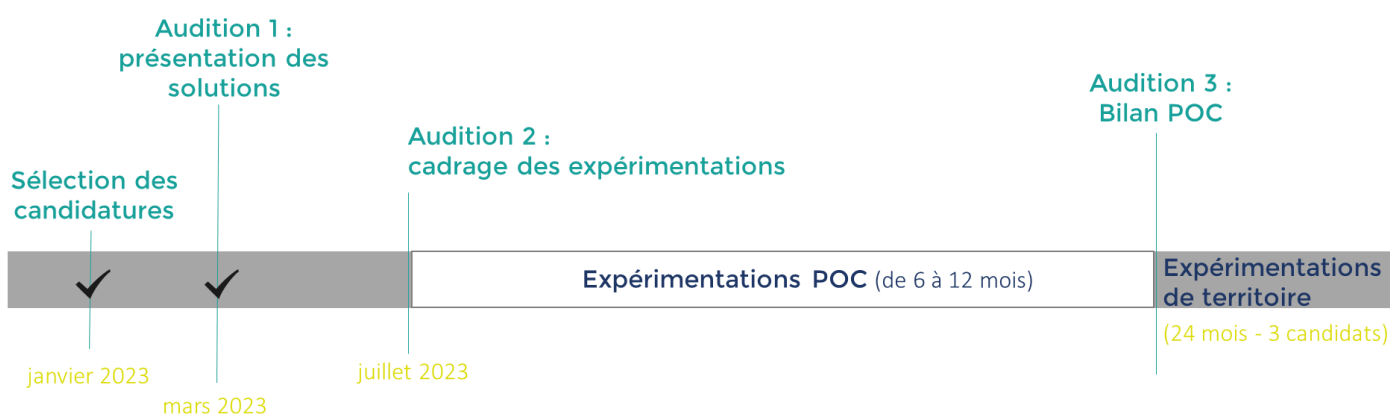 Audition 1 :
présentation des
solutions
Audition 3 :
Bilan POC
Audition 2 :
cadrage des expérimentations
Sélection des
candidatures
Expérimentations POC (de 6 à 12 mois)
Expérimentations
de territoire
(24 mois - 3 candidats)
janvier 2023
juillet 2023
mars 2023